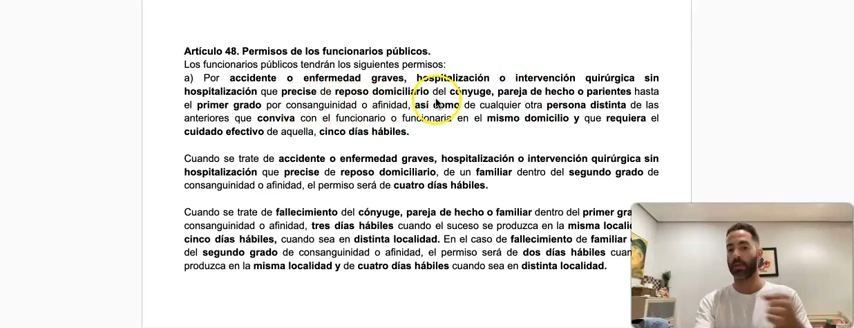 Artículo 48. Permisos de los funcionarios públicos.
Los funcionarios públicos tendrán los siguientes permisos:
a) Por accidente o enfermedad graves, hospitalización o intervención quirúrgica sin
hospitalización que precise de reposo domiciliario del cónyuge, pareja de hecho o parientes hasta
el primer grado por consanguinidad o afinidad, así como de cualquier otra persona distinta de las
anteriores que conviva con el funcionario o funcionaria en el mismo domicilio y que requiera el
cuidado efectivo de aquella, cinco días hábiles.
Cuando se trate de accidente o enfermedad graves, hospitalización o intervención quirúrgica sin
hospitalización que precise de reposo domiciliario, de un familiar dentro del segundo grado de
consanguinidad o afinidad, el permiso será de cuatro días hábiles.
Cuando se trate de fallecimiento del cónyuge, pareja de hecho o familiar dentro del primer
consanguinidad o afinidad, tres días hábiles cuando el suceso se produzca en la misma
cinco días hábiles, cuando sea en distinta localidad. En el caso de fallecimiento de familiar
del segundo grado de consanguinidad o afinidad, el permiso será de dos días hábiles
produzca en la misma localidad y de cuatro días hábiles cuando sea en distinta localidad.